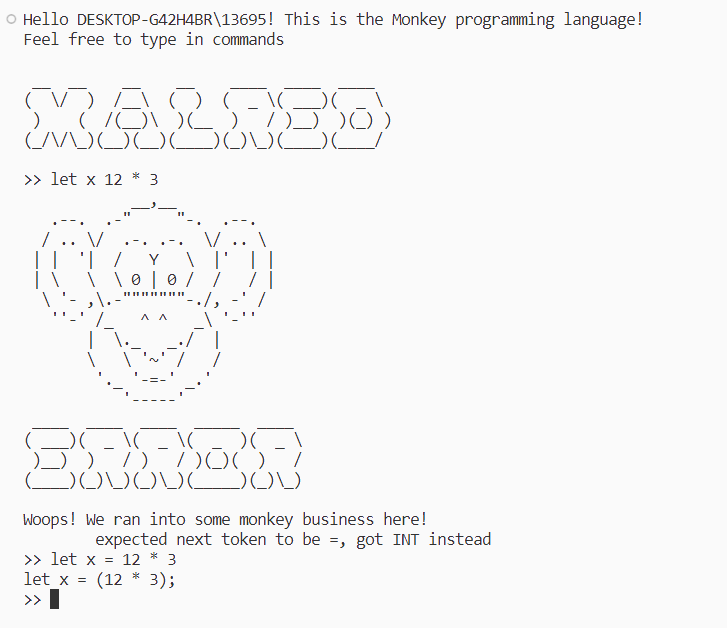 Hello DESKTOP-G42H4BR\13695! This is the Monkey programming language!
Feel free to type in commands
MALRED
>> let x 12 * 3
ERROR
Woops! We ran into some monkey business here!
expected next token to be =, got INT instead
>> let x = 12 * 3
let x = (12 * 3);
>>